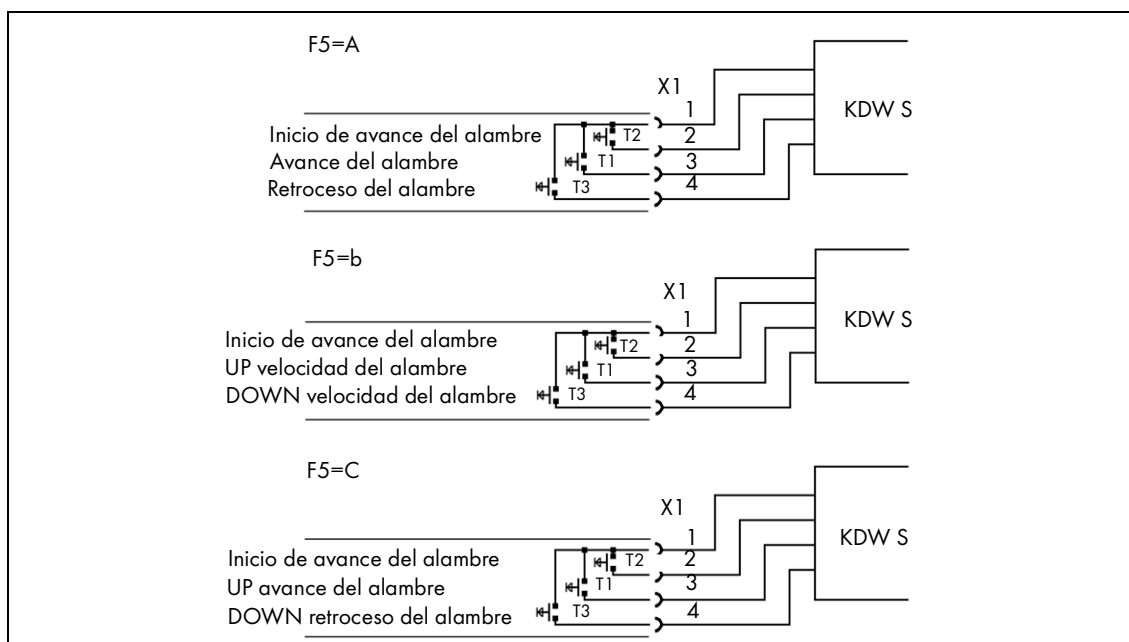 F5=A
X1
1
KDW S
Inicio de avance del alambre
T2
2
Avance del alambre
T1
3
Retroceso del alambre
T3
4
F5=b
X1
1
KDW S
Inicio de avance del alambre
T2
2
UP velocidad del alambre
T1
3
DOWN velocidad del alambre
T3
4
F5=C
X1
1
KDW S
Inicio de avance del alambre
T2
2
UP avance del alambre
T1
3
DOWN retroceso del alambre
T3
4